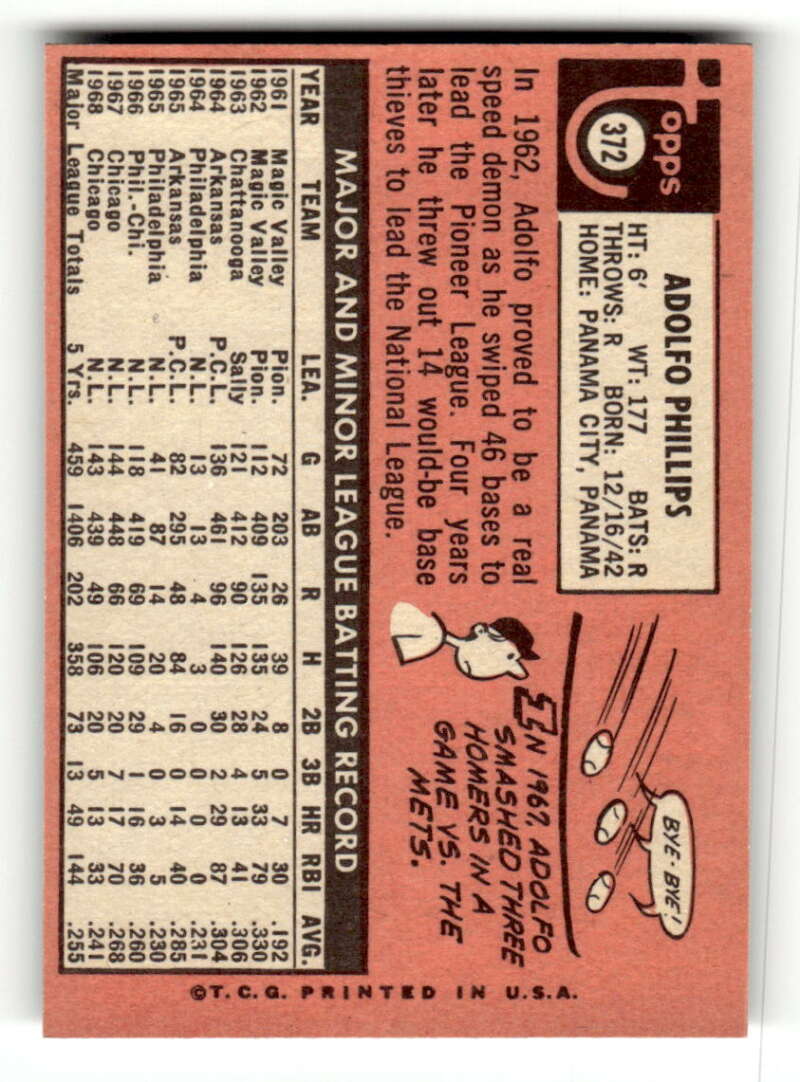 Topps
372
ADOLFO PHILLIPS
HT: 6' WT: 177 BATS: R
THROWS: R BORN: 12/16/42
HOME: PANAMA CITY, PANAMA
In 1962, Adolfo proved to be a real
speed demon as he swiped 46 bases to
lead the Pioneer League. Four years
later he threw out 14 would-be base
thieves to lead the National League.
BYE-BYE!
IN 1967, ADOLFO
SMASHED THREE
HOMERS IN A
GAME VS. THE
METS.
MAJOR AND MINOR LEAGUE BATTING RECORD
YEAR TEAM LEA. G AB R H 2B 3B HR RBI AVG.
1961 Magic Valley Pion. 72 203 26 39 8 0 7 30 .192
1962 Magic Valley Pion. 112 409 135 135 24 5 33 79 .330
1963 Chattanooga Sally 121 412 90 126 28 4 13 41 .306
1964 Arkansas P.C.L. 136 461 96 140 30 2 29 87 .304
1964 Philadelphia N.L. 13 13 4 3 0 0 0 0 .231
1965 Arkansas P.C.L. 82 295 48 84 16 0 14 40 .285
1965 Philadelphia N.L. 41 87 14 20 4 0 3 5 .230
1966 Phil.-Chi. N.L. 118 419 69 109 29 1 16 36 .260
1967 Chicago N.L. 144 448 66 120 20 7 17 70 .268
1968 Chicago N.L. 143 439 49 106 20 5 13 33 .241
Major League Totals 5 Yrs. 459 1406 202 358 73 13 49 144 .255
©T.C.G. PRINTED IN U.S.A.